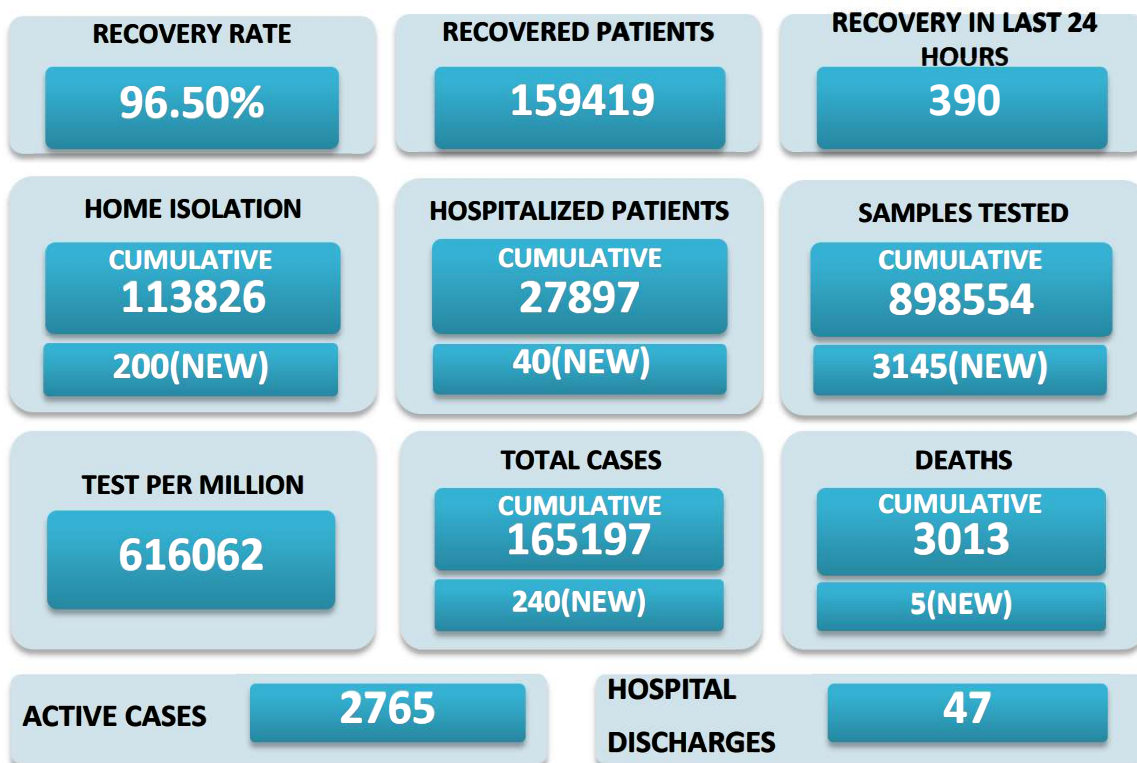 RECOVERY RATE
96.50%
RECOVERED PATIENTS
159419
RECOVERY IN LAST 24
HOURS
390
HOME ISOLATION
CUMULATIVE
113826
200(NEW)
HOSPITALIZED PATIENTS
CUMULATIVE
27897
40(NEW)
SAMPLES TESTED
CUMULATIVE
898554
3145(NEW)
TEST PER MILLION
616062
TOTAL CASES
CUMULATIVE
165197
240(NEW)
DEATHS
CUMULATIVE
3013
5(NEW)
ACTIVE CASES
2765
HOSPITAL
DISCHARGES
47